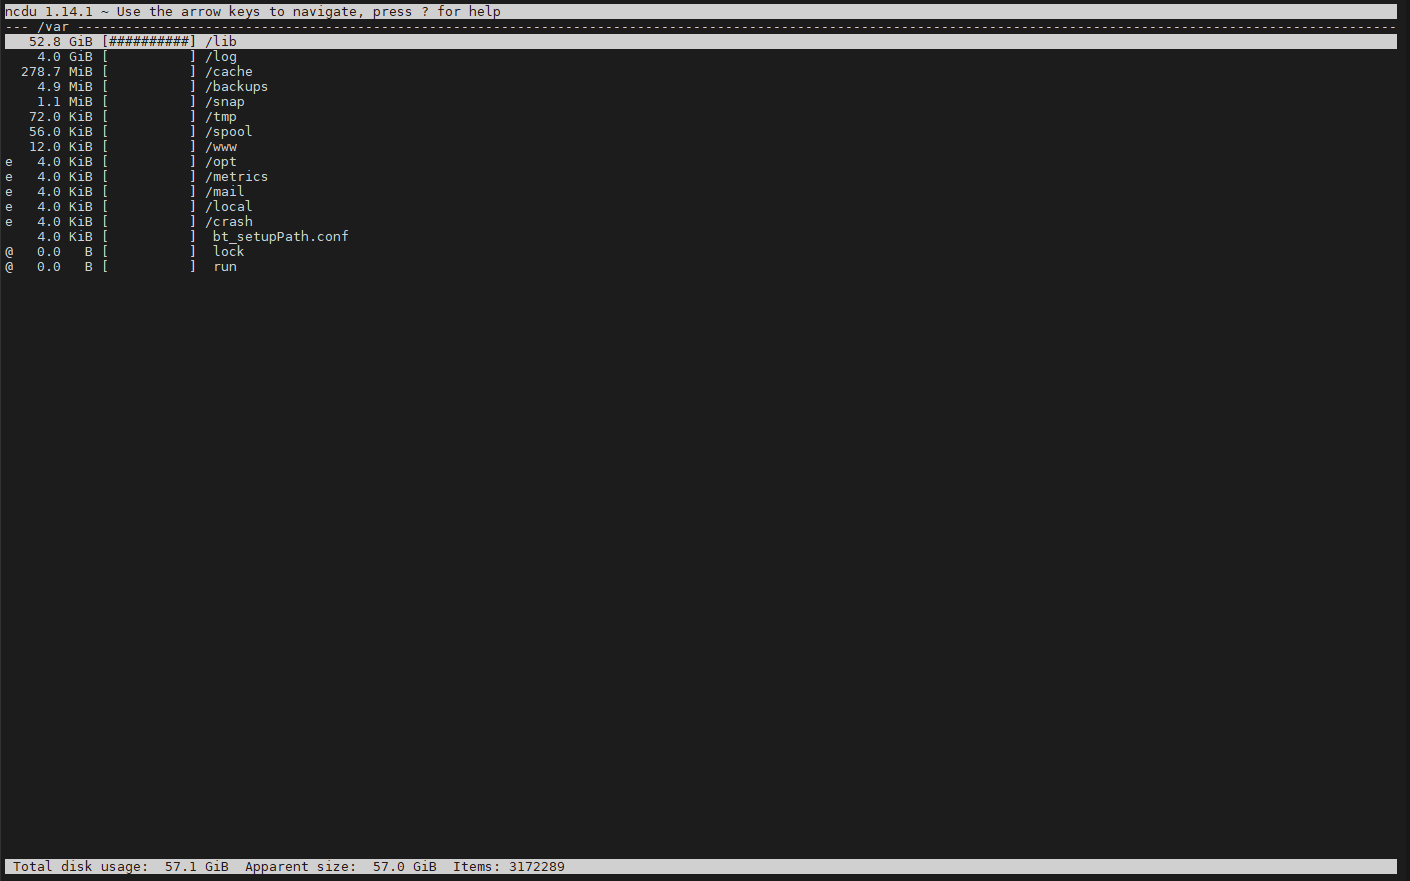 ncdu 1.14.1 ~ Use the arrow keys to navigate, press ? for help
--- /var ----------------------------------------------------------------------------------------------------------------------------------------------------------------------
   52.8 GiB [##########] /lib
    4.0 GiB [          ] /log
  278.7 MiB [          ] /cache
    4.9 MiB [          ] /backups
    1.1 MiB [          ] /snap
   72.0 KiB [          ] /tmp
   56.0 KiB [          ] /spool
   12.0 KiB [          ] /www
e   4.0 KiB [          ] /opt
e   4.0 KiB [          ] /metrics
e   4.0 KiB [          ] /mail
e   4.0 KiB [          ] /local
e   4.0 KiB [          ] /crash
    4.0 KiB [          ]  bt_setupPath.conf
@   0.0   B [          ]  lock
@   0.0   B [          ]  run
Total disk usage:  57.1 GiB  Apparent size:  57.0 GiB  Items: 3172289